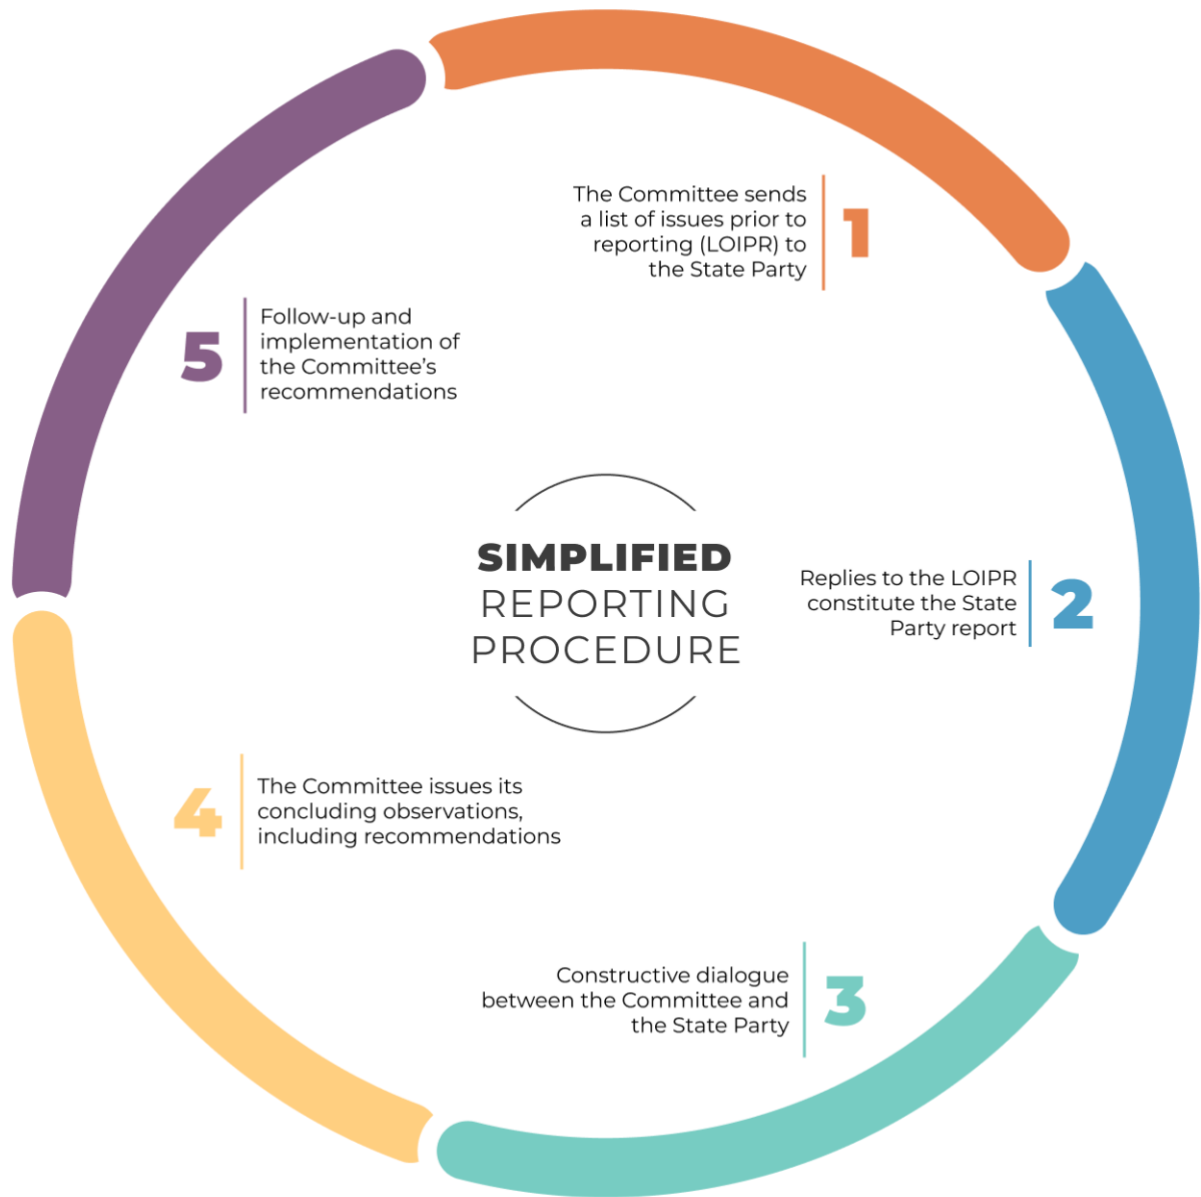 1
The Committee sends
a list of issues prior to
reporting (LOIPR) to
the State Party
2
Replies to the LOIPR
constitute the State
Party report
3
Constructive dialogue
between the Committee and
the State Party
4
The Committee issues its
concluding observations,
including recommendations
5
Follow-up and
implementation of
the Committee’s
recommendations
SIMPLIFIED
REPORTING
PROCEDURE